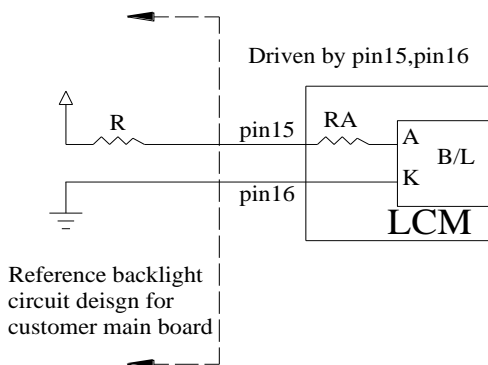 Driven by pin15,pin16
R
pin15
RA
A
B/L
K
pin16
LCM
Reference backlight
circuit deisgn for
customer main board